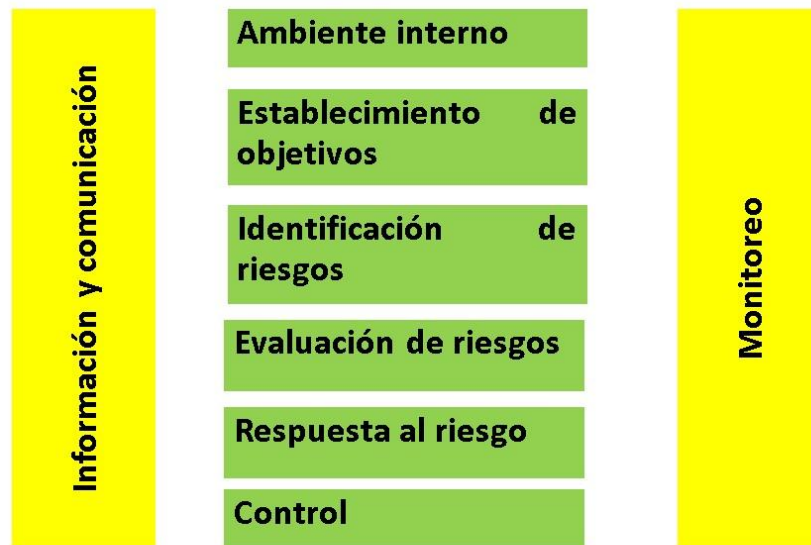 Información y comunicación
Ambiente interno
Establecimiento de
objetivos
Identificación de
riesgos
Evaluación de riesgos
Respuesta al riesgo
Control
Monitoreo